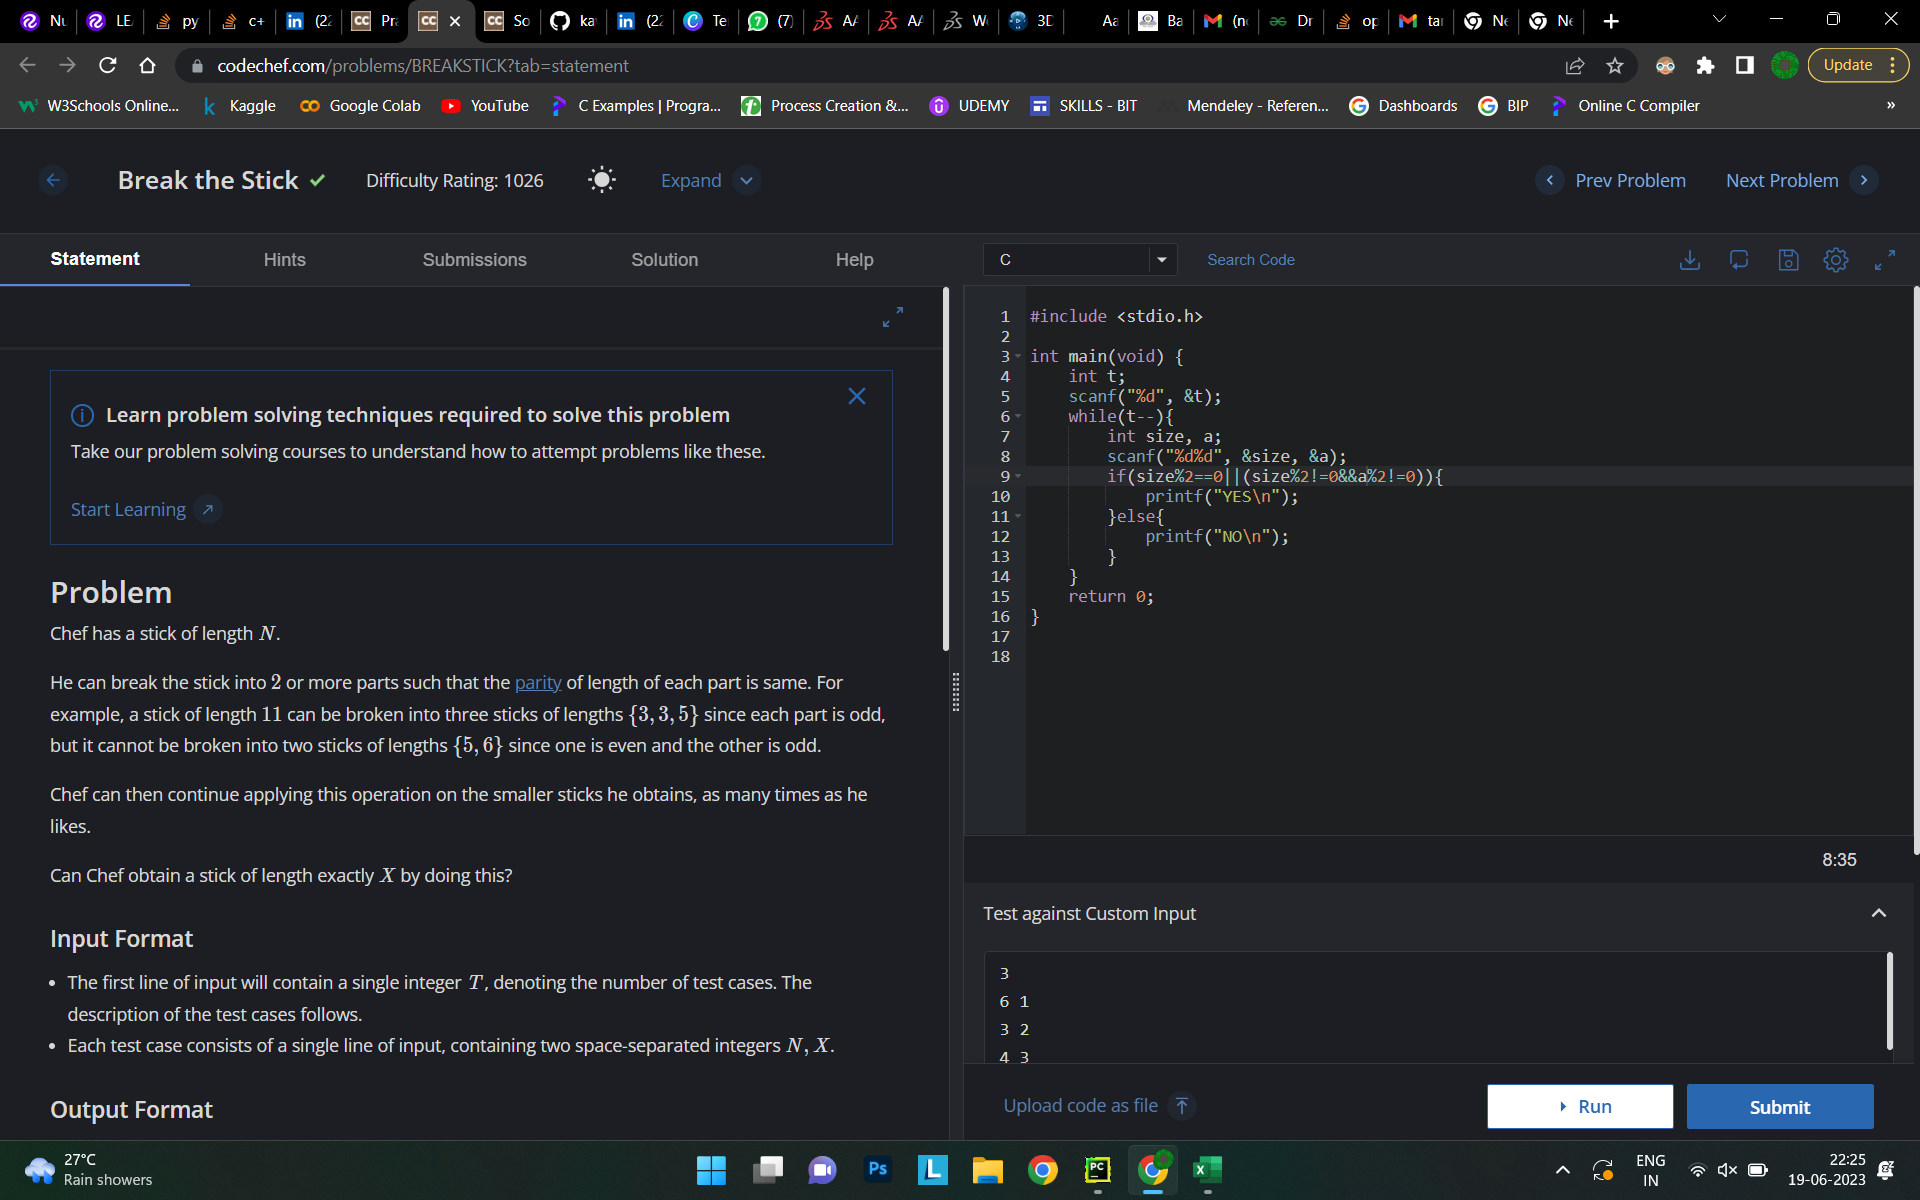 Nu
LEA
py
c+
(22
CC Pra
CC
CC So
ka
(22
Te
(7)
AA
AA
W
3D
Aa
Ba
(n
Dr
op
tar
Ne
Ne
codechef.com/problems/BREAKSTICK?tab=statement
Update
W3Schools Online...
Kaggle
Google Colab
YouTube
C Examples | Progra...
Process Creation &...
UDEMY
SKILLS - BIT
Mendeley - Referen...
Dashboards
BIP
Online C Compiler
»
Break the Stick
Difficulty Rating: 1026
Expand
Prev Problem
Next Problem
Statement
Hints
Submissions
Solution
Help
Learn problem solving techniques required to solve this problem
Take our problem solving courses to understand how to attempt problems like these.
Start Learning
Problem
Chef has a stick of length N.
He can break the stick into 2 or more parts such that the parity of length of each part is same. For
example, a stick of length 11 can be broken into three sticks of lengths {3, 3, 5} since each part is odd,
but it cannot be broken into two sticks of lengths {5, 6} since one is even and the other is odd.
Chef can then continue applying this operation on the smaller sticks he obtains, as many times as he
likes.
Can Chef obtain a stick of length exactly X by doing this?
Input Format
• The first line of input will contain a single integer T, denoting the number of test cases. The
description of the test cases follows.
• Each test case consists of a single line of input, containing two space-separated integers N, X.
Output Format
C
Search Code
1 #include <stdio.h>
2
3 int main(void) {
4 int t;
5 scanf("%d", &t);
6 while(t--){
7 int size, a;
8 scanf("%d%d", &size, &a);
9 if(size%2==0||(size%2!=0&&a%2!=0)){
10 printf("YES\n");
11 }else{
12 printf("NO\n");
13 }
14 }
15 return 0;
16 }
17
18
8:35
Test against Custom Input
3
6 1
3 2
4 3
Upload code as file
Run
Submit
27°C
Rain showers
Ps
L
PC
X
ENG
IN
22:25
19-06-2023